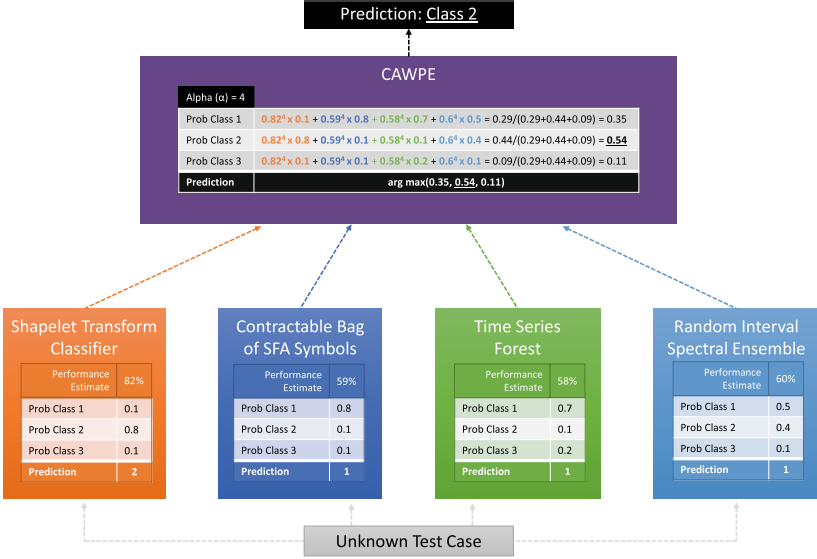 Prediction: Class 2
CAWPE
Alpha (α) = 4
Prob Class 1 0.82⁴ x 0.1 + 0.59⁴ x 0.8 + 0.58⁴ x 0.7 + 0.6⁴ x 0.5 = 0.29/(0.29+0.44+0.09) = 0.35
Prob Class 2 0.82⁴ x 0.8 + 0.59⁴ x 0.1 + 0.58⁴ x 0.1 + 0.6⁴ x 0.4 = 0.44/(0.29+0.44+0.09) = 0.54
Prob Class 3 0.82⁴ x 0.1 + 0.59⁴ x 0.1 + 0.58⁴ x 0.2 + 0.6⁴ x 0.1 = 0.09/(0.29+0.44+0.09) = 0.11
Prediction arg max(0.35, 0.54, 0.11)
Shapelet Transform
Classifier
Performance
Estimate 82%
Prob Class 1 0.1
Prob Class 2 0.8
Prob Class 3 0.1
Prediction 2
Contractable Bag
of SFA Symbols
Performance
Estimate 59%
Prob Class 1 0.8
Prob Class 2 0.1
Prob Class 3 0.1
Prediction 1
Time Series
Forest
Performance
Estimate 58%
Prob Class 1 0.7
Prob Class 2 0.1
Prob Class 3 0.2
Prediction 1
Random Interval
Spectral Ensemble
Performance
Estimate 60%
Prob Class 1 0.5
Prob Class 2 0.4
Prob Class 3 0.1
Prediction 1
Unknown Test Case